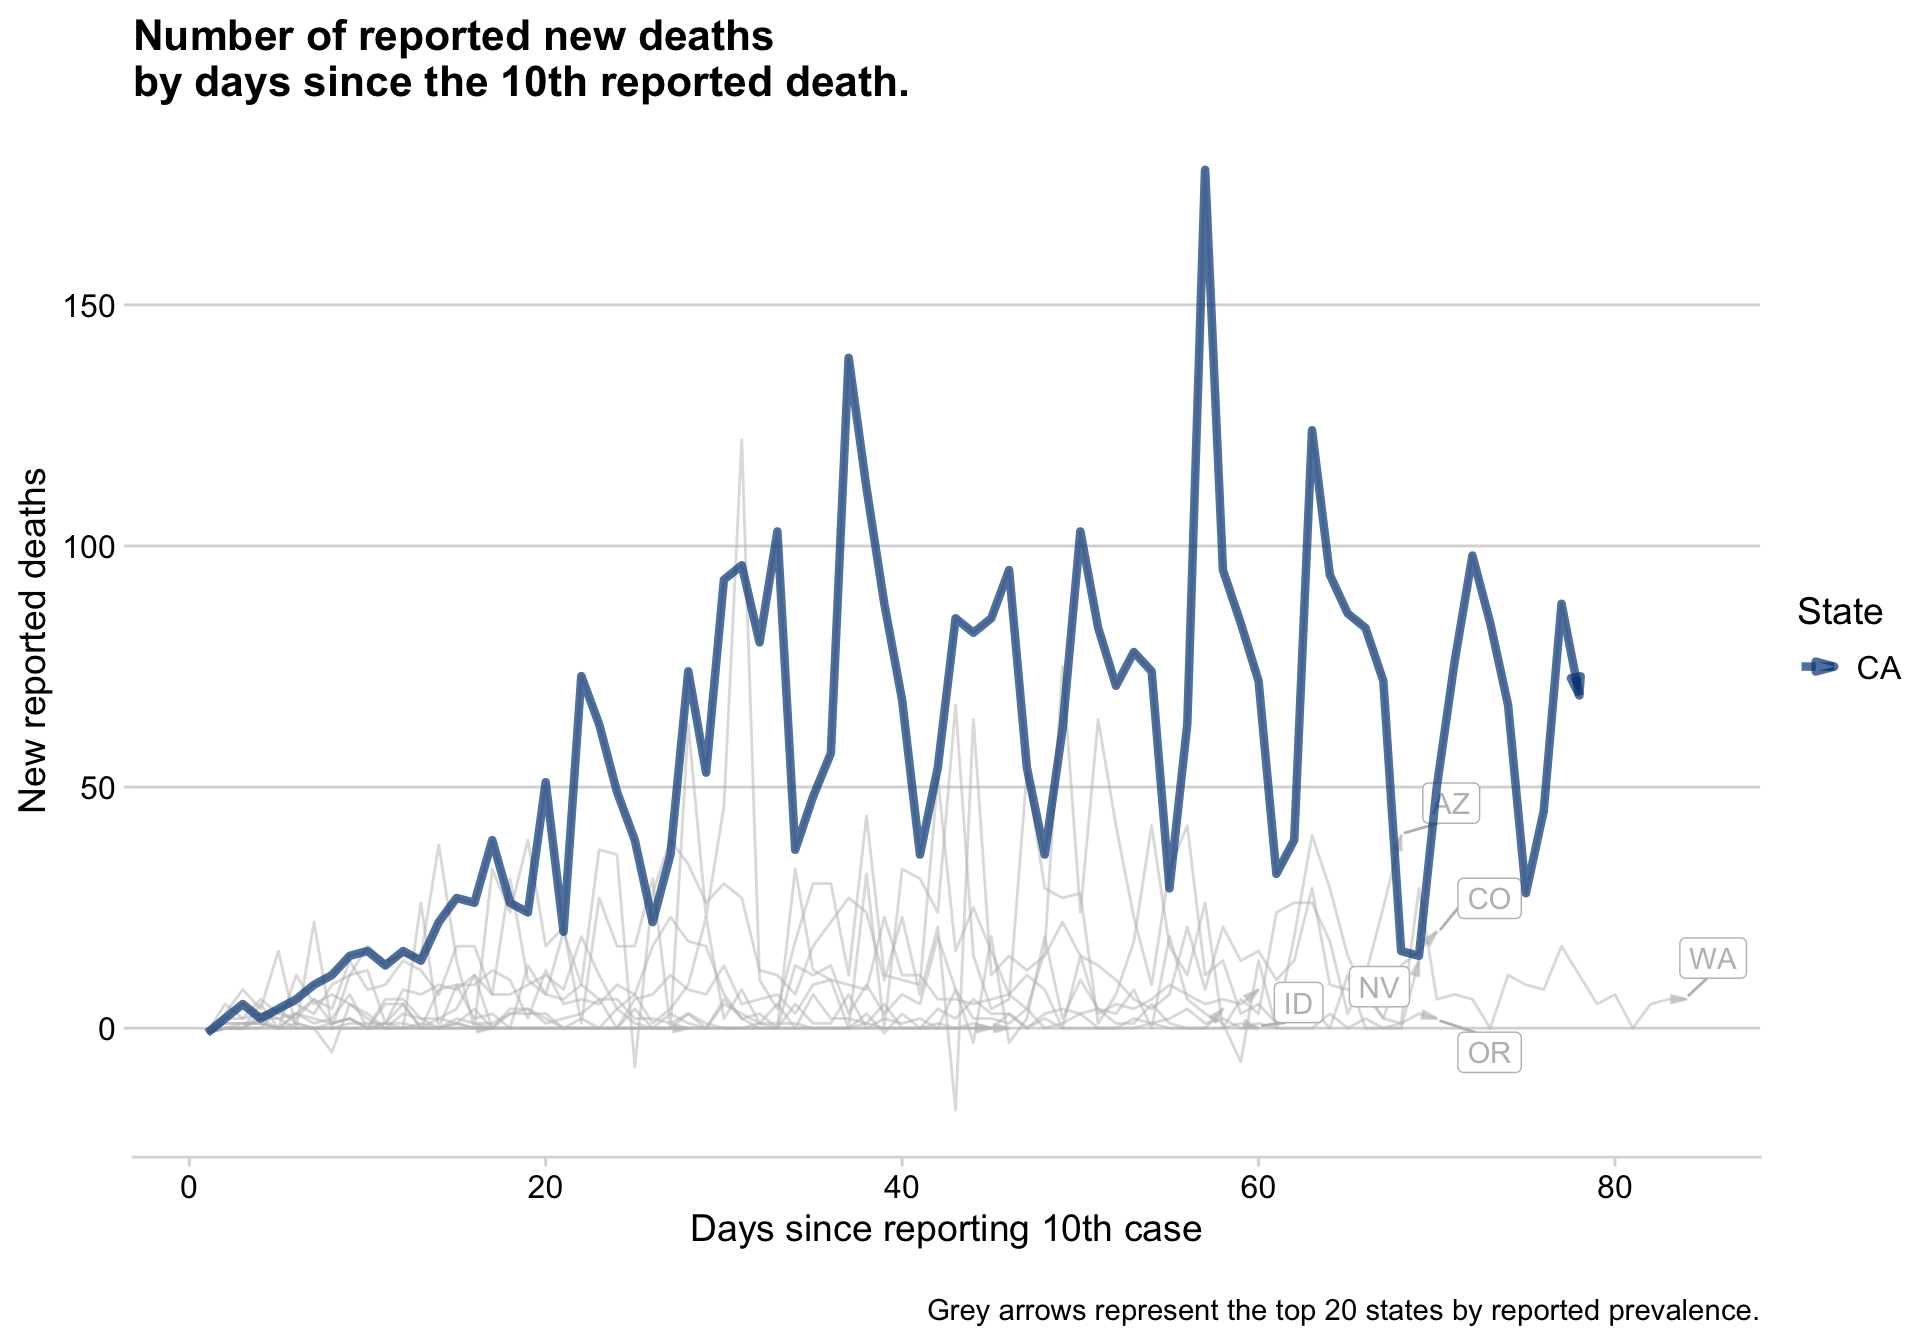 Number of reported new deaths
by days since the 10th reported death.
New reported deaths
150
100
50
0
AZ
CO
WA
NV
ID
OR
0
20
40
60
80
Days since reporting 10th case
State
CA
Grey arrows represent the top 20 states by reported prevalence.